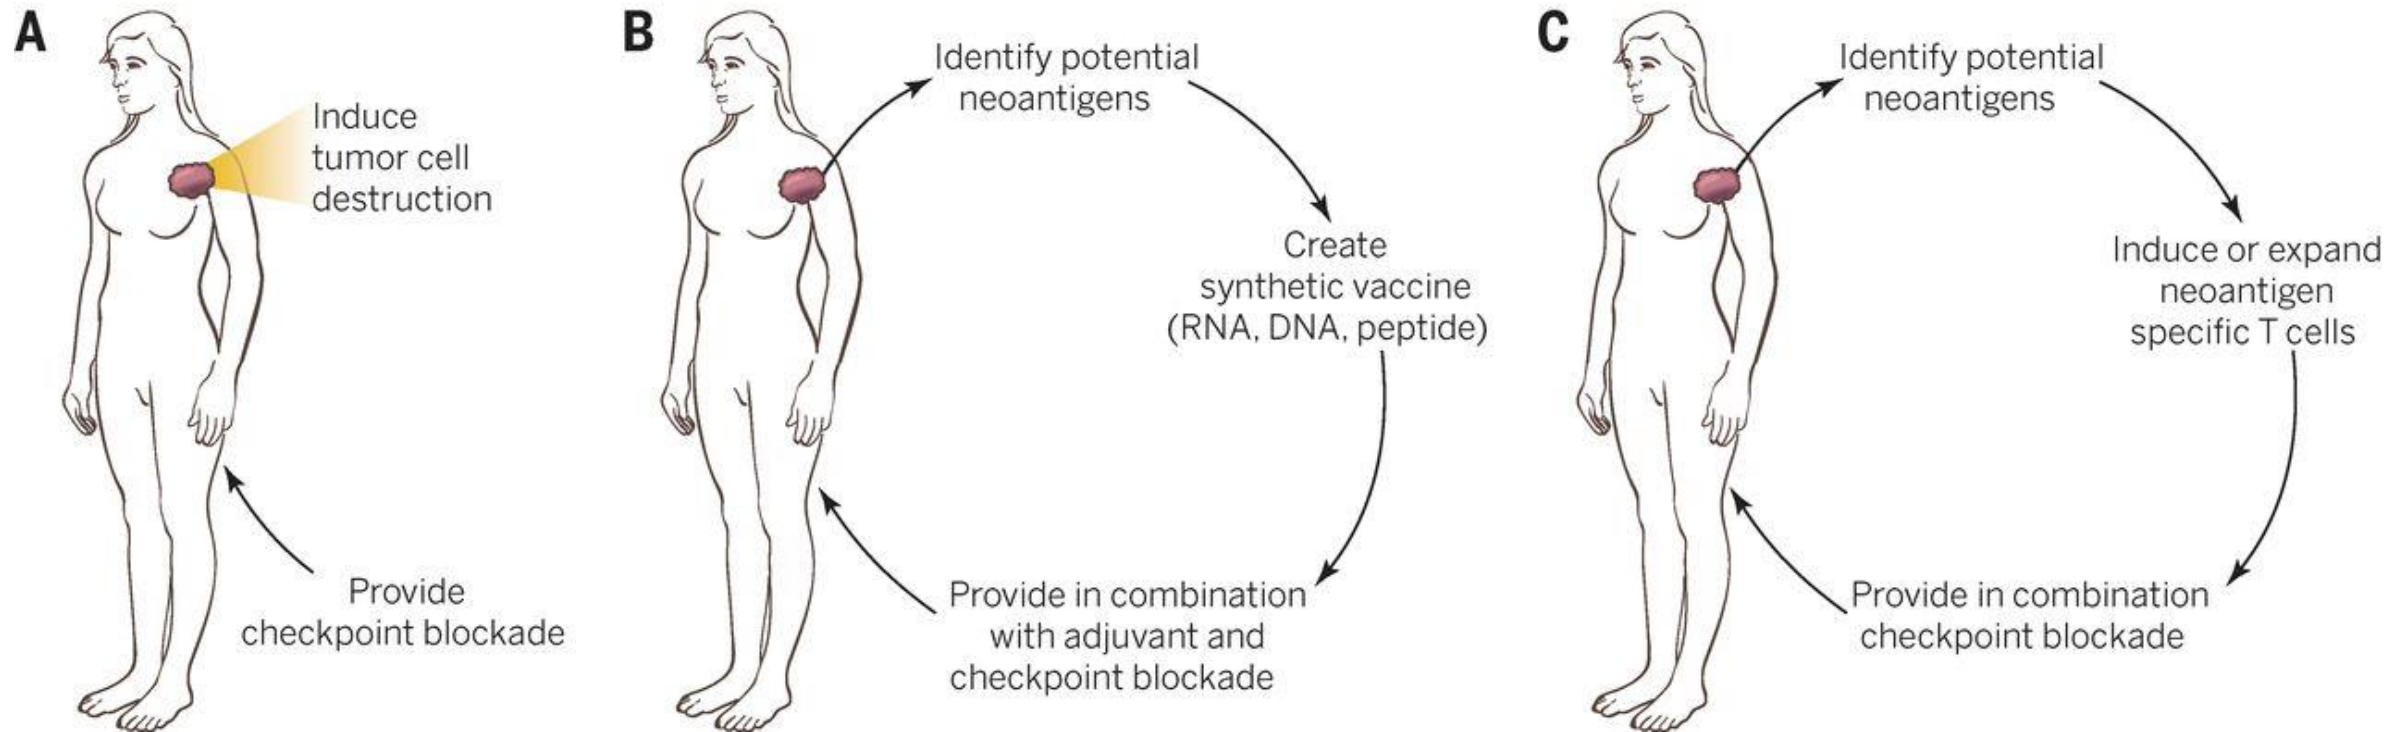 A
Induce
tumor cell
destruction
Provide
checkpoint blockade
B
Identify potential
neoantigens
Create
synthetic vaccine
(RNA, DNA, peptide)
Provide in combination
with adjuvant and
checkpoint blockade
C
Identify potential
neoantigens
Induce or expand
neoantigen
specific T cells
Provide in combination
checkpoint blockade